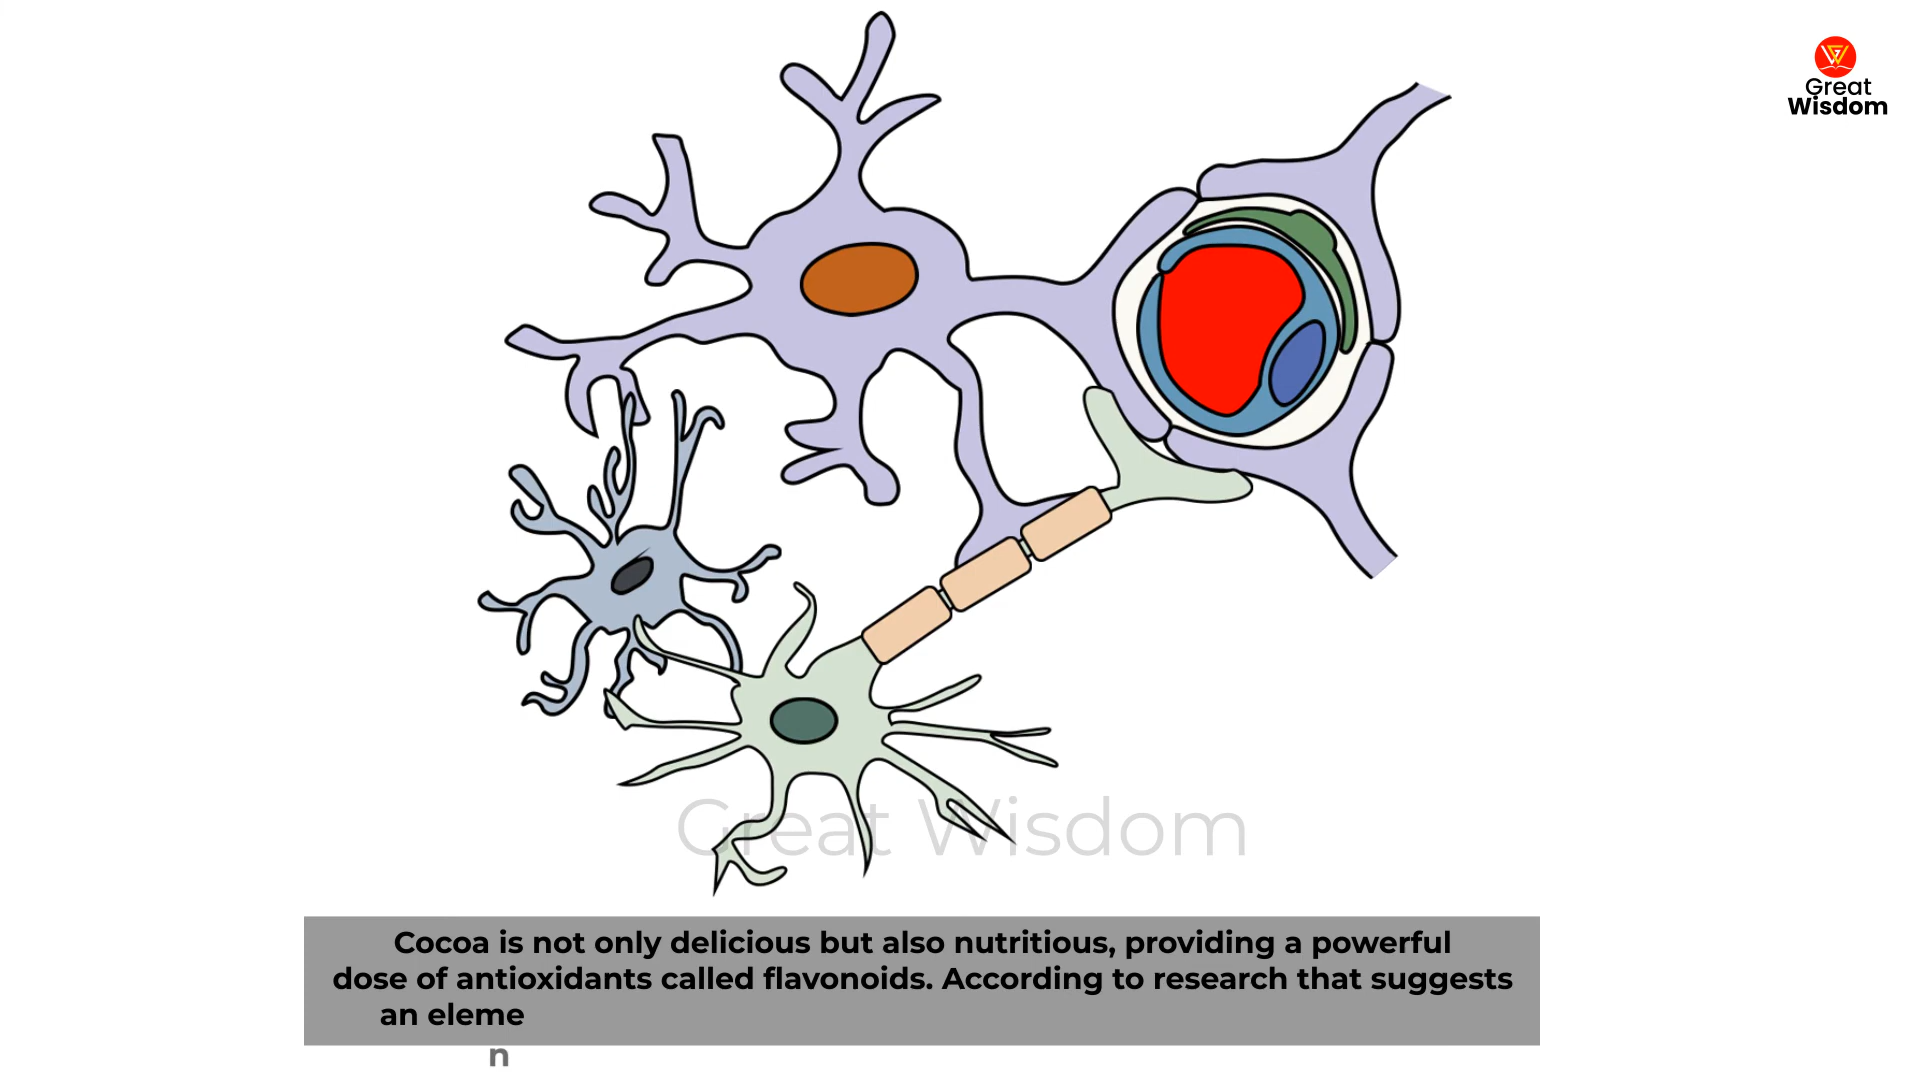 Great
Wisdom
Great Wisdom
Cocoa is not only delicious but also nutritious, providing a powerful
dose of antioxidants called flavonoids. According to research that suggests
an eleme
n